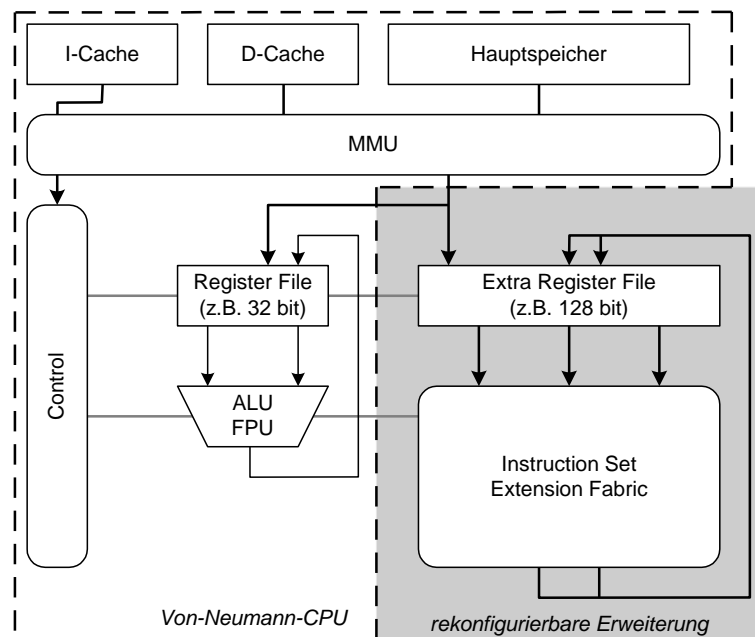 I-Cache
D-Cache
Hauptspeicher
MMU
Control
Register File
(z.B. 32 bit)
Extra Register File
(z.B. 128 bit)
ALU
FPU
Instruction Set
Extension Fabric
Von-Neumann-CPU
rekonfigurierbare Erweiterung